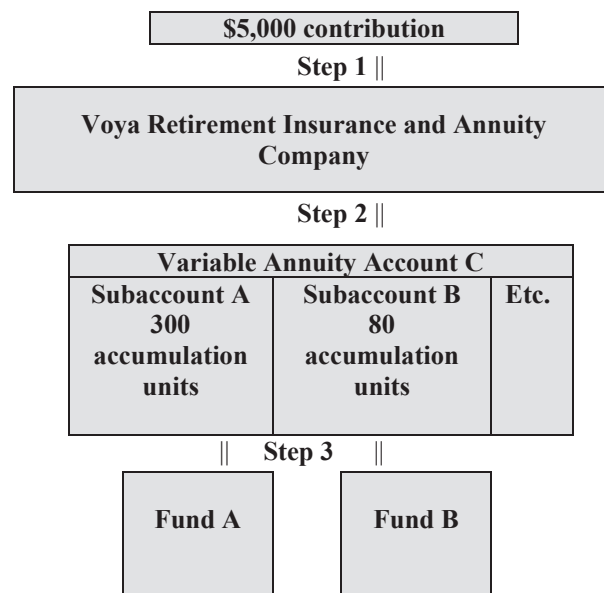 $5,000 contribution
Step 1 ||
Voya Retirement Insurance and Annuity
Company
Step 2 ||
Variable Annuity Account C
Subaccount A
300
accumulation
units
Subaccount B
80
accumulation
units
Etc.
|| Step 3 ||
Fund A
Fund B